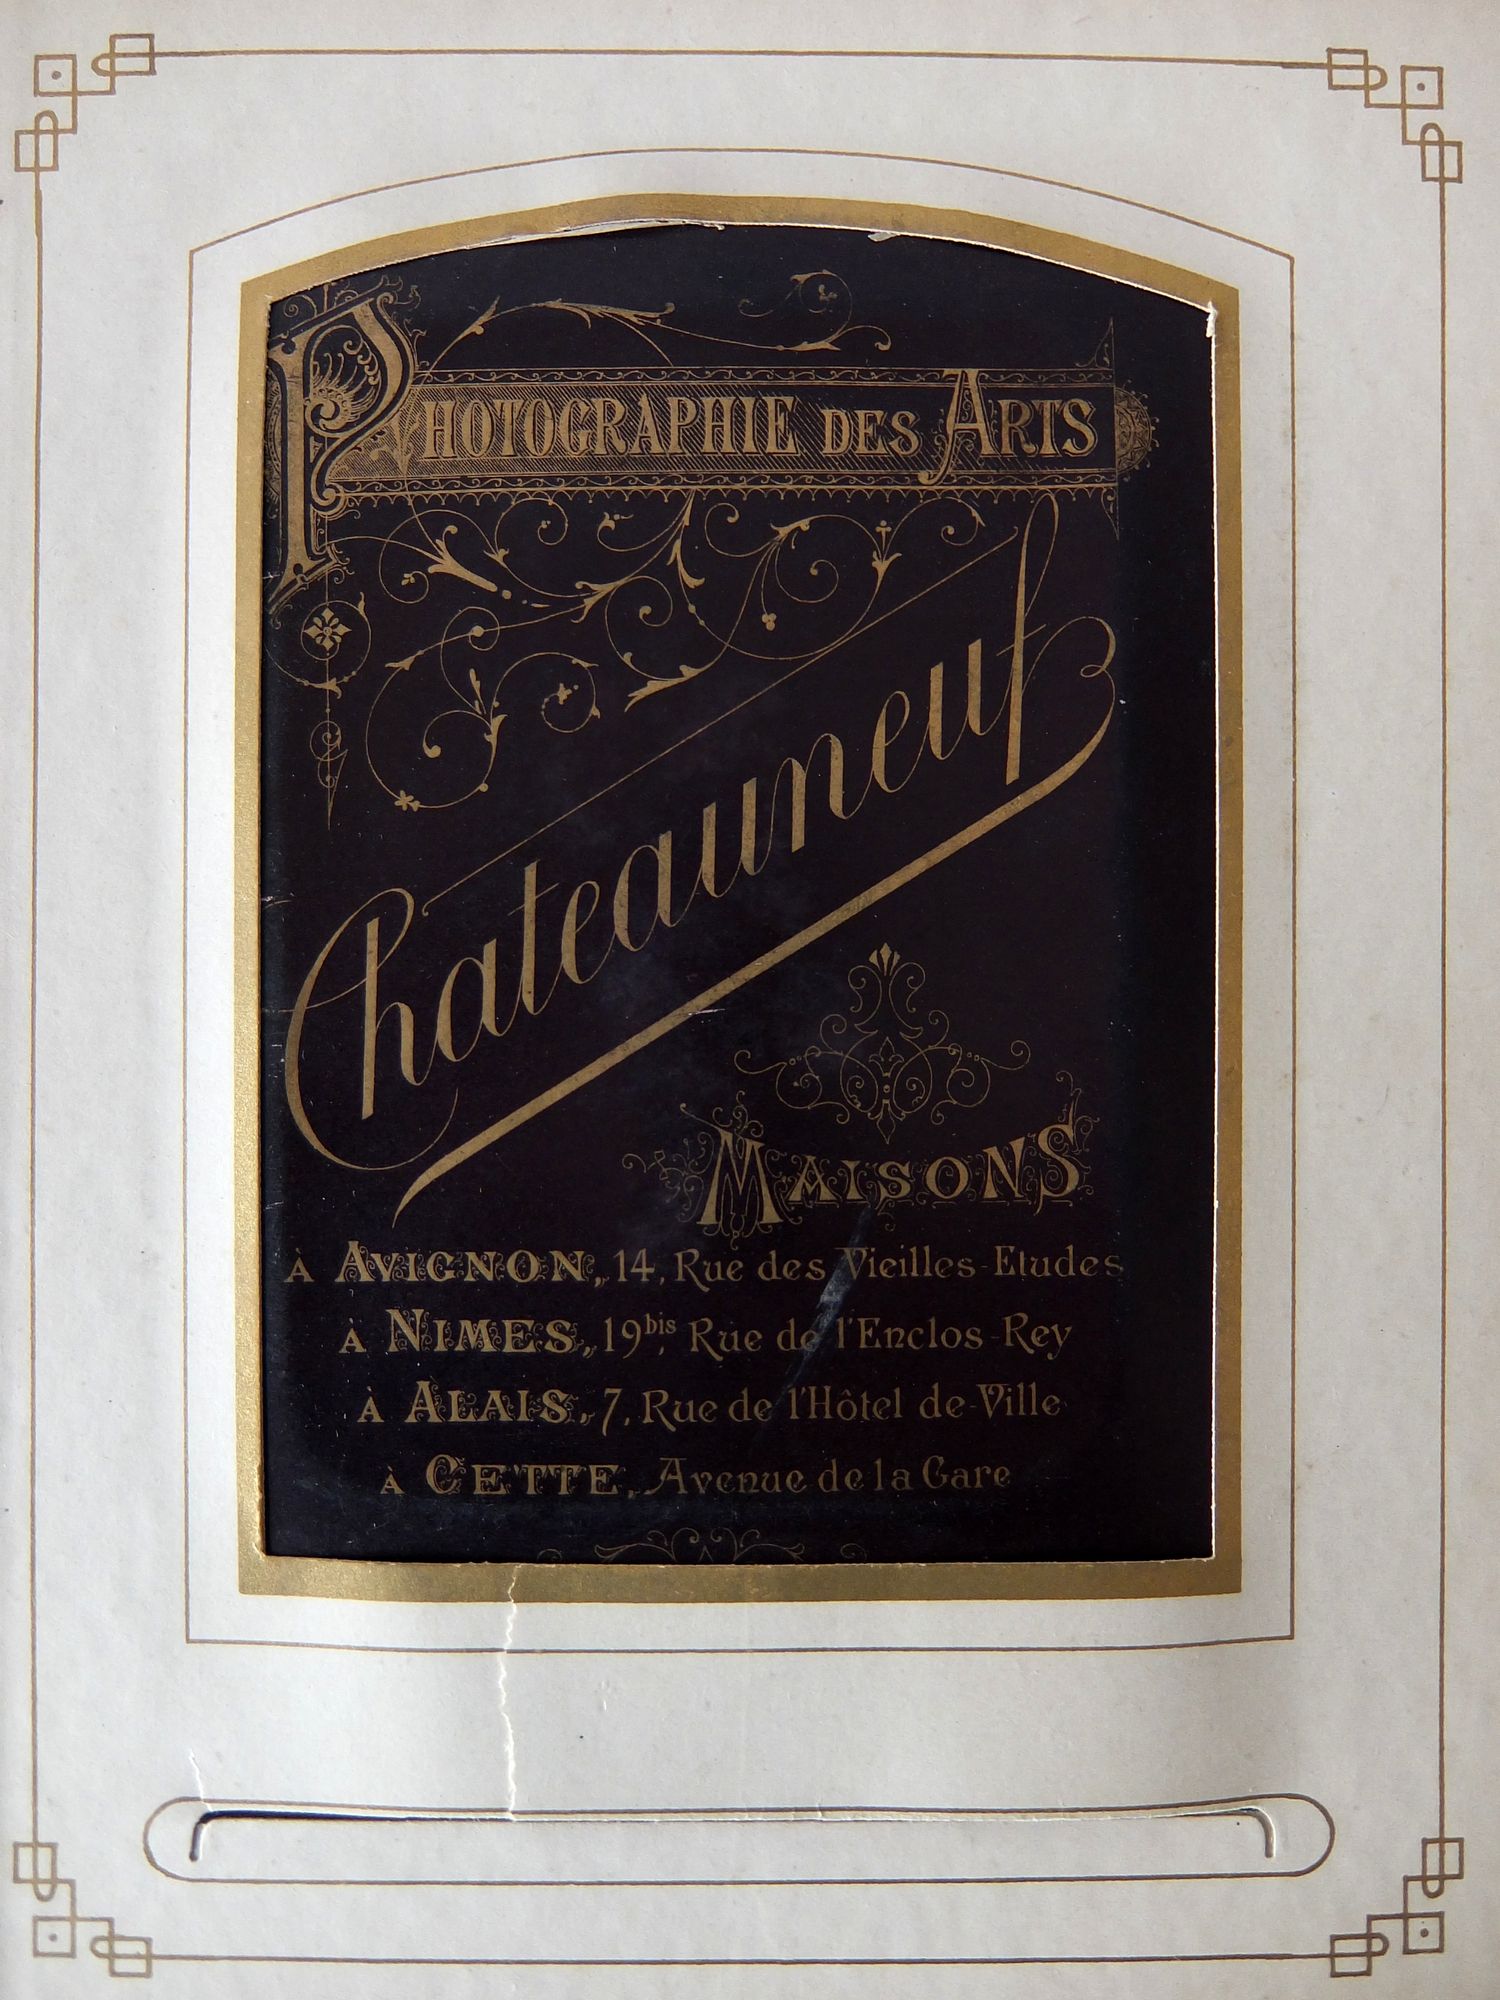 PHOTOGRAPHIE DES ARTS
Chateauneuf
MAISONS
À AVIGNON, 14, Rue des Vieilles-Etudes
À NIMES, 19bis, Rue de l'Enclos-Rey
À ALAIS, 7, Rue de l'Hôtel de-Ville
À CETTE, Avenue de la Gare